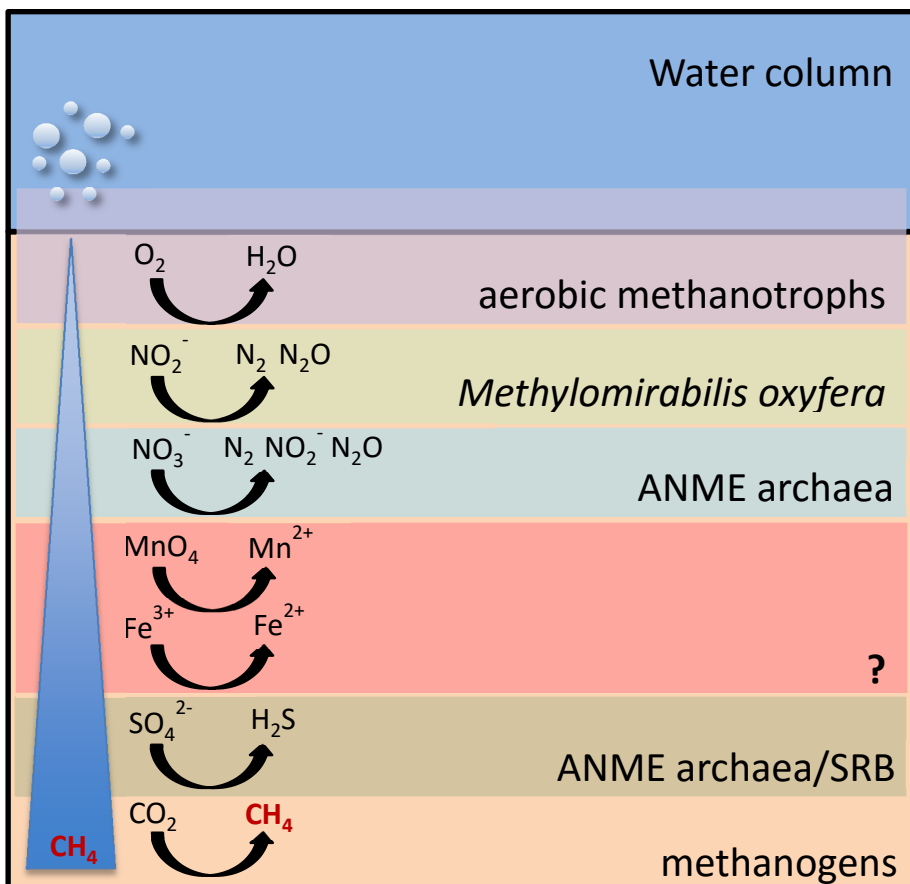 Water column
O₂ H₂O
aerobic methanotrophs
NO₂⁻ N₂ N₂O
Methylomirabilis oxyfera
NO₃⁻ N₂ NO₂⁻ N₂O
ANME archaea
MnO₄ Mn²⁺
Fe³⁺ Fe²⁺
?
SO₄²⁻ H₂S
ANME archaea/SRB
CO₂ CH₄
CH₄
methanogens